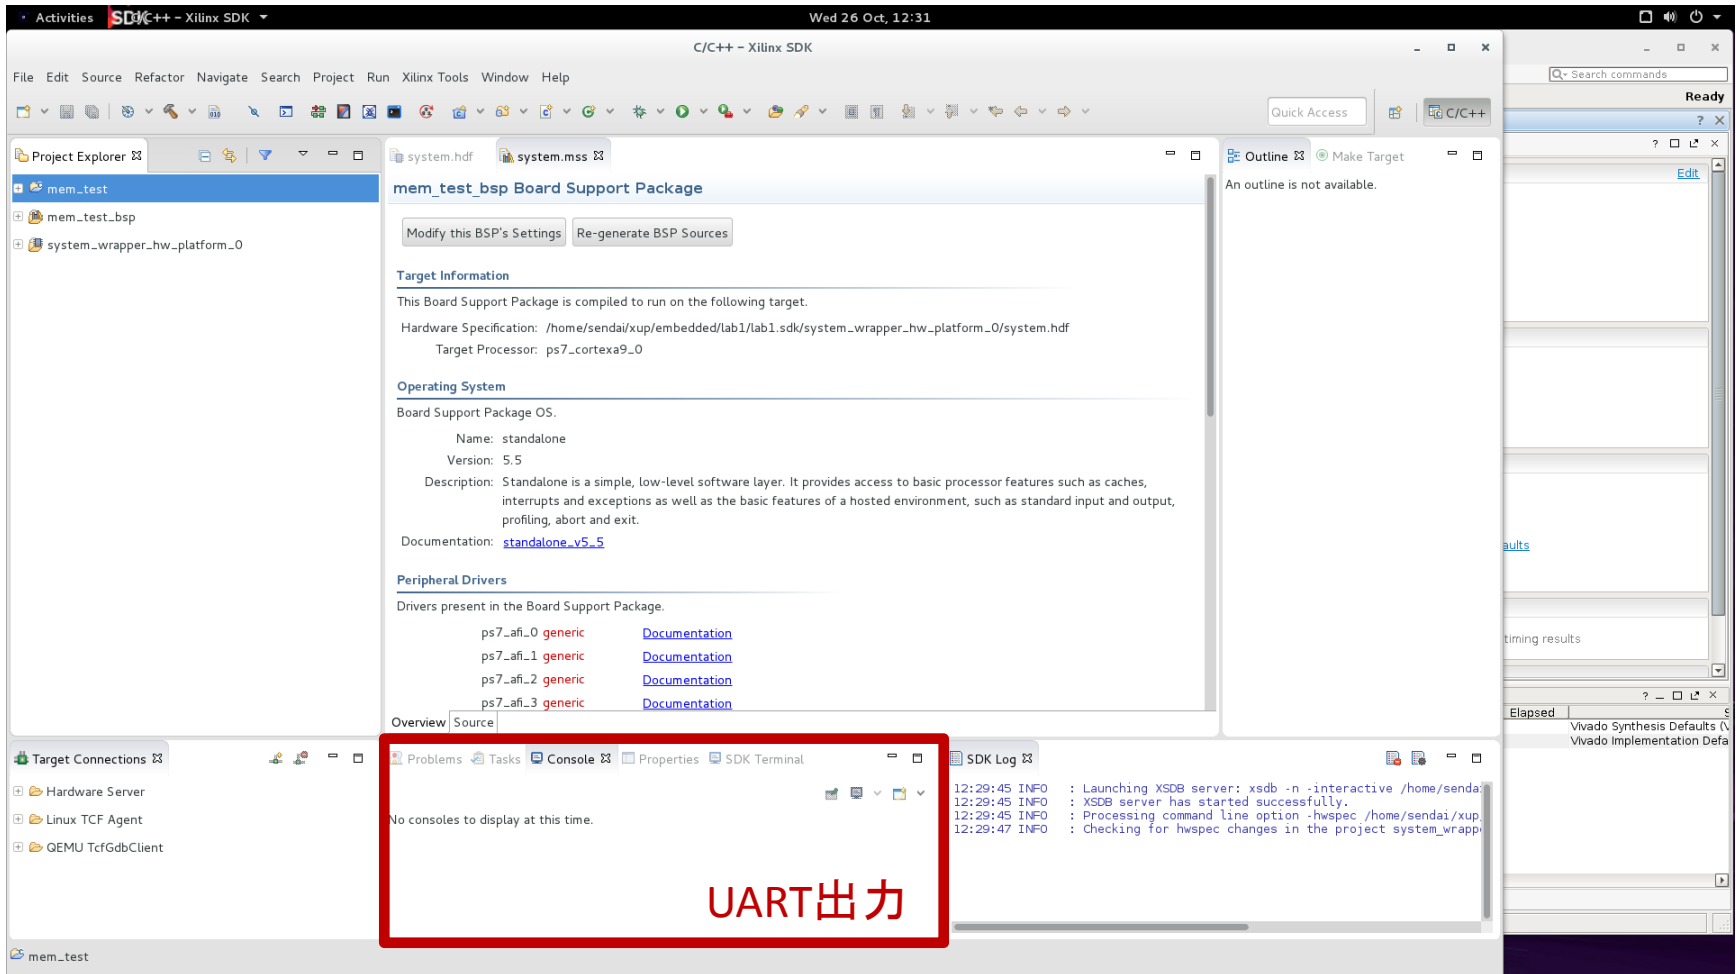 Activities SDK C/C++ – Xilinx SDK
Wed 26 Oct, 12:31
C/C++ – Xilinx SDK
File Edit Source Refactor Navigate Search Project Run Xilinx Tools Window Help
Quick Access
C/C++
Project Explorer
mem_test
mem_test_bsp
system_wrapper_hw_platform_0
system.hdf system.mss
mem_test_bsp Board Support Package
Modify this BSP's Settings Re-generate BSP Sources
Target Information
This Board Support Package is compiled to run on the following target.
Hardware Specification: /home/sendai/xup/embedded/lab1/lab1.sdk/system_wrapper_hw_platform_0/system.hdf
Target Processor: ps7_cortexa9_0
Operating System
Board Support Package OS.
Name: standalone
Version: 5.5
Description: Standalone is a simple, low-level software layer. It provides access to basic processor features such as caches,
interrupts and exceptions as well as the basic features of a hosted environment, such as standard input and output,
profiling, abort and exit.
Documentation: standalone_v5_5
Peripheral Drivers
Drivers present in the Board Support Package.
ps7_afi_0 generic Documentation
ps7_afi_1 generic Documentation
ps7_afi_2 generic Documentation
ps7_afi_3 generic Documentation
Overview Source
Outline Make Target
An outline is not available.
Search commands
Ready
Edit
aults
timing results
Elapsed
Vivado Synthesis Defaults (V
Vivado Implementation Defa
Target Connections
Hardware Server
Linux TCF Agent
QEMU TcfGdbClient
Problems Tasks Console Properties SDK Terminal
No consoles to display at this time.
UART出力
SDK Log
12:29:45 INFO : Launching XSDB server: xsdb -n -interactive /home/sendai
12:29:45 INFO : XSDB server has started successfully.
12:29:45 INFO : Processing command line option -hwspec /home/sendai/xup
12:29:47 INFO : Checking for hwspec changes in the project system_wrapp
mem_test